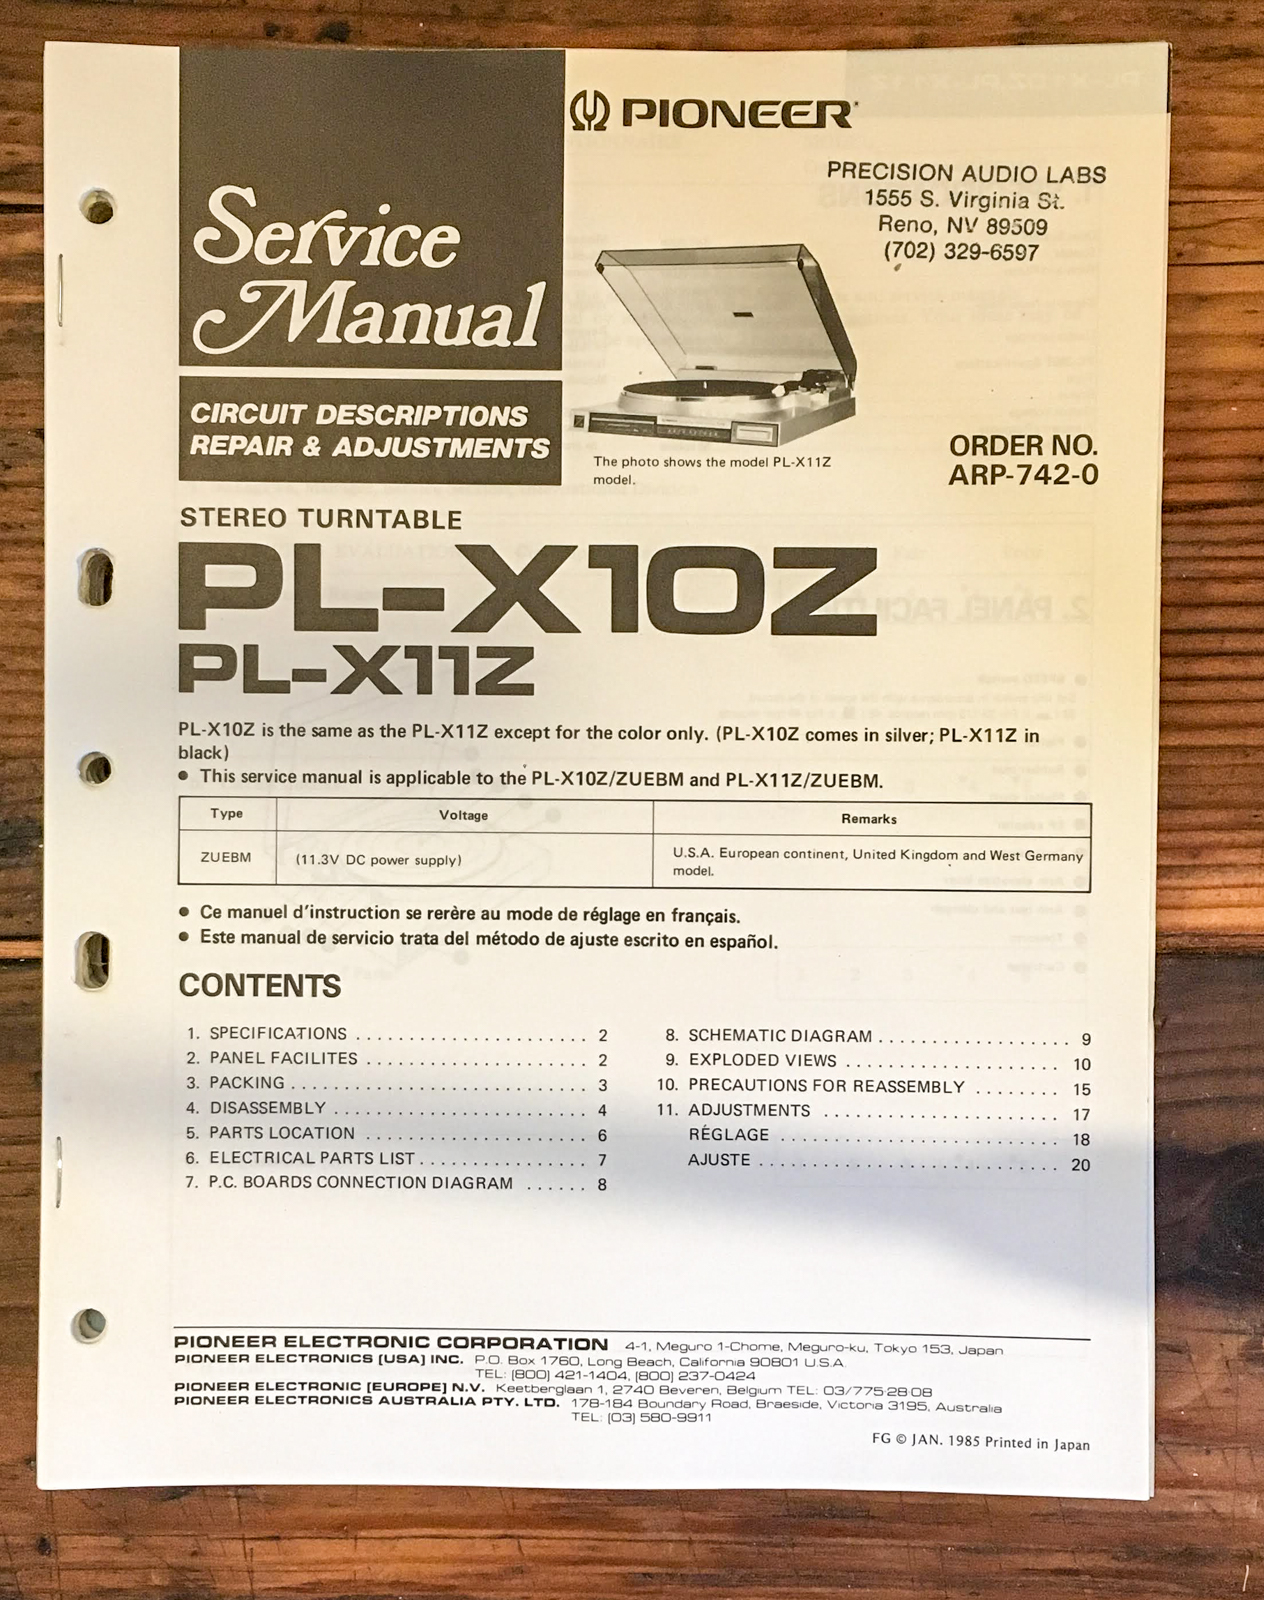 PIONEER
PRECISION AUDIO LABS
1555 S. Virginia St.
Reno, NV 89509
(702) 329-6597
Service
Manual
CIRCUIT DESCRIPTIONS
REPAIR & ADJUSTMENTS
The photo shows the model PL-X11Z
model.
ORDER NO.
ARP-742-0
STEREO TURNTABLE
PL-X10Z
PL-X11Z
PL-X10Z is the same as the PL-X11Z except for the color only. (PL-X10Z comes in silver; PL-X11Z in
black)
● This service manual is applicable to the PL-X10Z/ZUEBM and PL-X11Z/ZUEBM.
Type Voltage Remarks
ZUEBM (11.3V DC power supply) U.S.A. European continent, United Kingdom and West Germany
model.
● Ce manuel d'instruction se rerère au mode de réglage en français.
● Este manual de servicio trata del método de ajuste escrito en español.
CONTENTS
1. SPECIFICATIONS . . . . . . . . . . . . . . . . . . . . . . . 2
2. PANEL FACILITES . . . . . . . . . . . . . . . . . . . . . . 2
3. PACKING . . . . . . . . . . . . . . . . . . . . . . . . . . . . . 3
4. DISASSEMBLY . . . . . . . . . . . . . . . . . . . . . . . . . 4
5. PARTS LOCATION . . . . . . . . . . . . . . . . . . . . . . 6
6. ELECTRICAL PARTS LIST . . . . . . . . . . . . . . . . . 7
7. P.C. BOARDS CONNECTION DIAGRAM . . . . . . 8
8. SCHEMATIC DIAGRAM . . . . . . . . . . . . . . . . . . . 9
9. EXPLODED VIEWS . . . . . . . . . . . . . . . . . . . . . 10
10. PRECAUTIONS FOR REASSEMBLY . . . . . . . . 15
11. ADJUSTMENTS . . . . . . . . . . . . . . . . . . . . . . . 17
RÉGLAGE . . . . . . . . . . . . . . . . . . . . . . . . . . . 18
AJUSTE . . . . . . . . . . . . . . . . . . . . . . . . . . . . . 20
PIONEER ELECTRONIC CORPORATION 4-1, Meguro 1-Chome, Meguro-ku, Tokyo 153, Japan
PIONEER ELECTRONICS [USA] INC. P.O. Box 1760, Long Beach, California 90801 U.S.A.
TEL: [800] 421-1404, [800] 237-0424
PIONEER ELECTRONIC [EUROPE] N.V. Keetberglaan 1, 2740 Beveren, Belgium TEL: 03/775·28·08
PIONEER ELECTRONICS AUSTRALIA PTY. LTD. 178-184 Boundary Road, Braeside, Victoria 3195, Australia
TEL: [03] 580-9911
FG © JAN. 1985 Printed in Japan